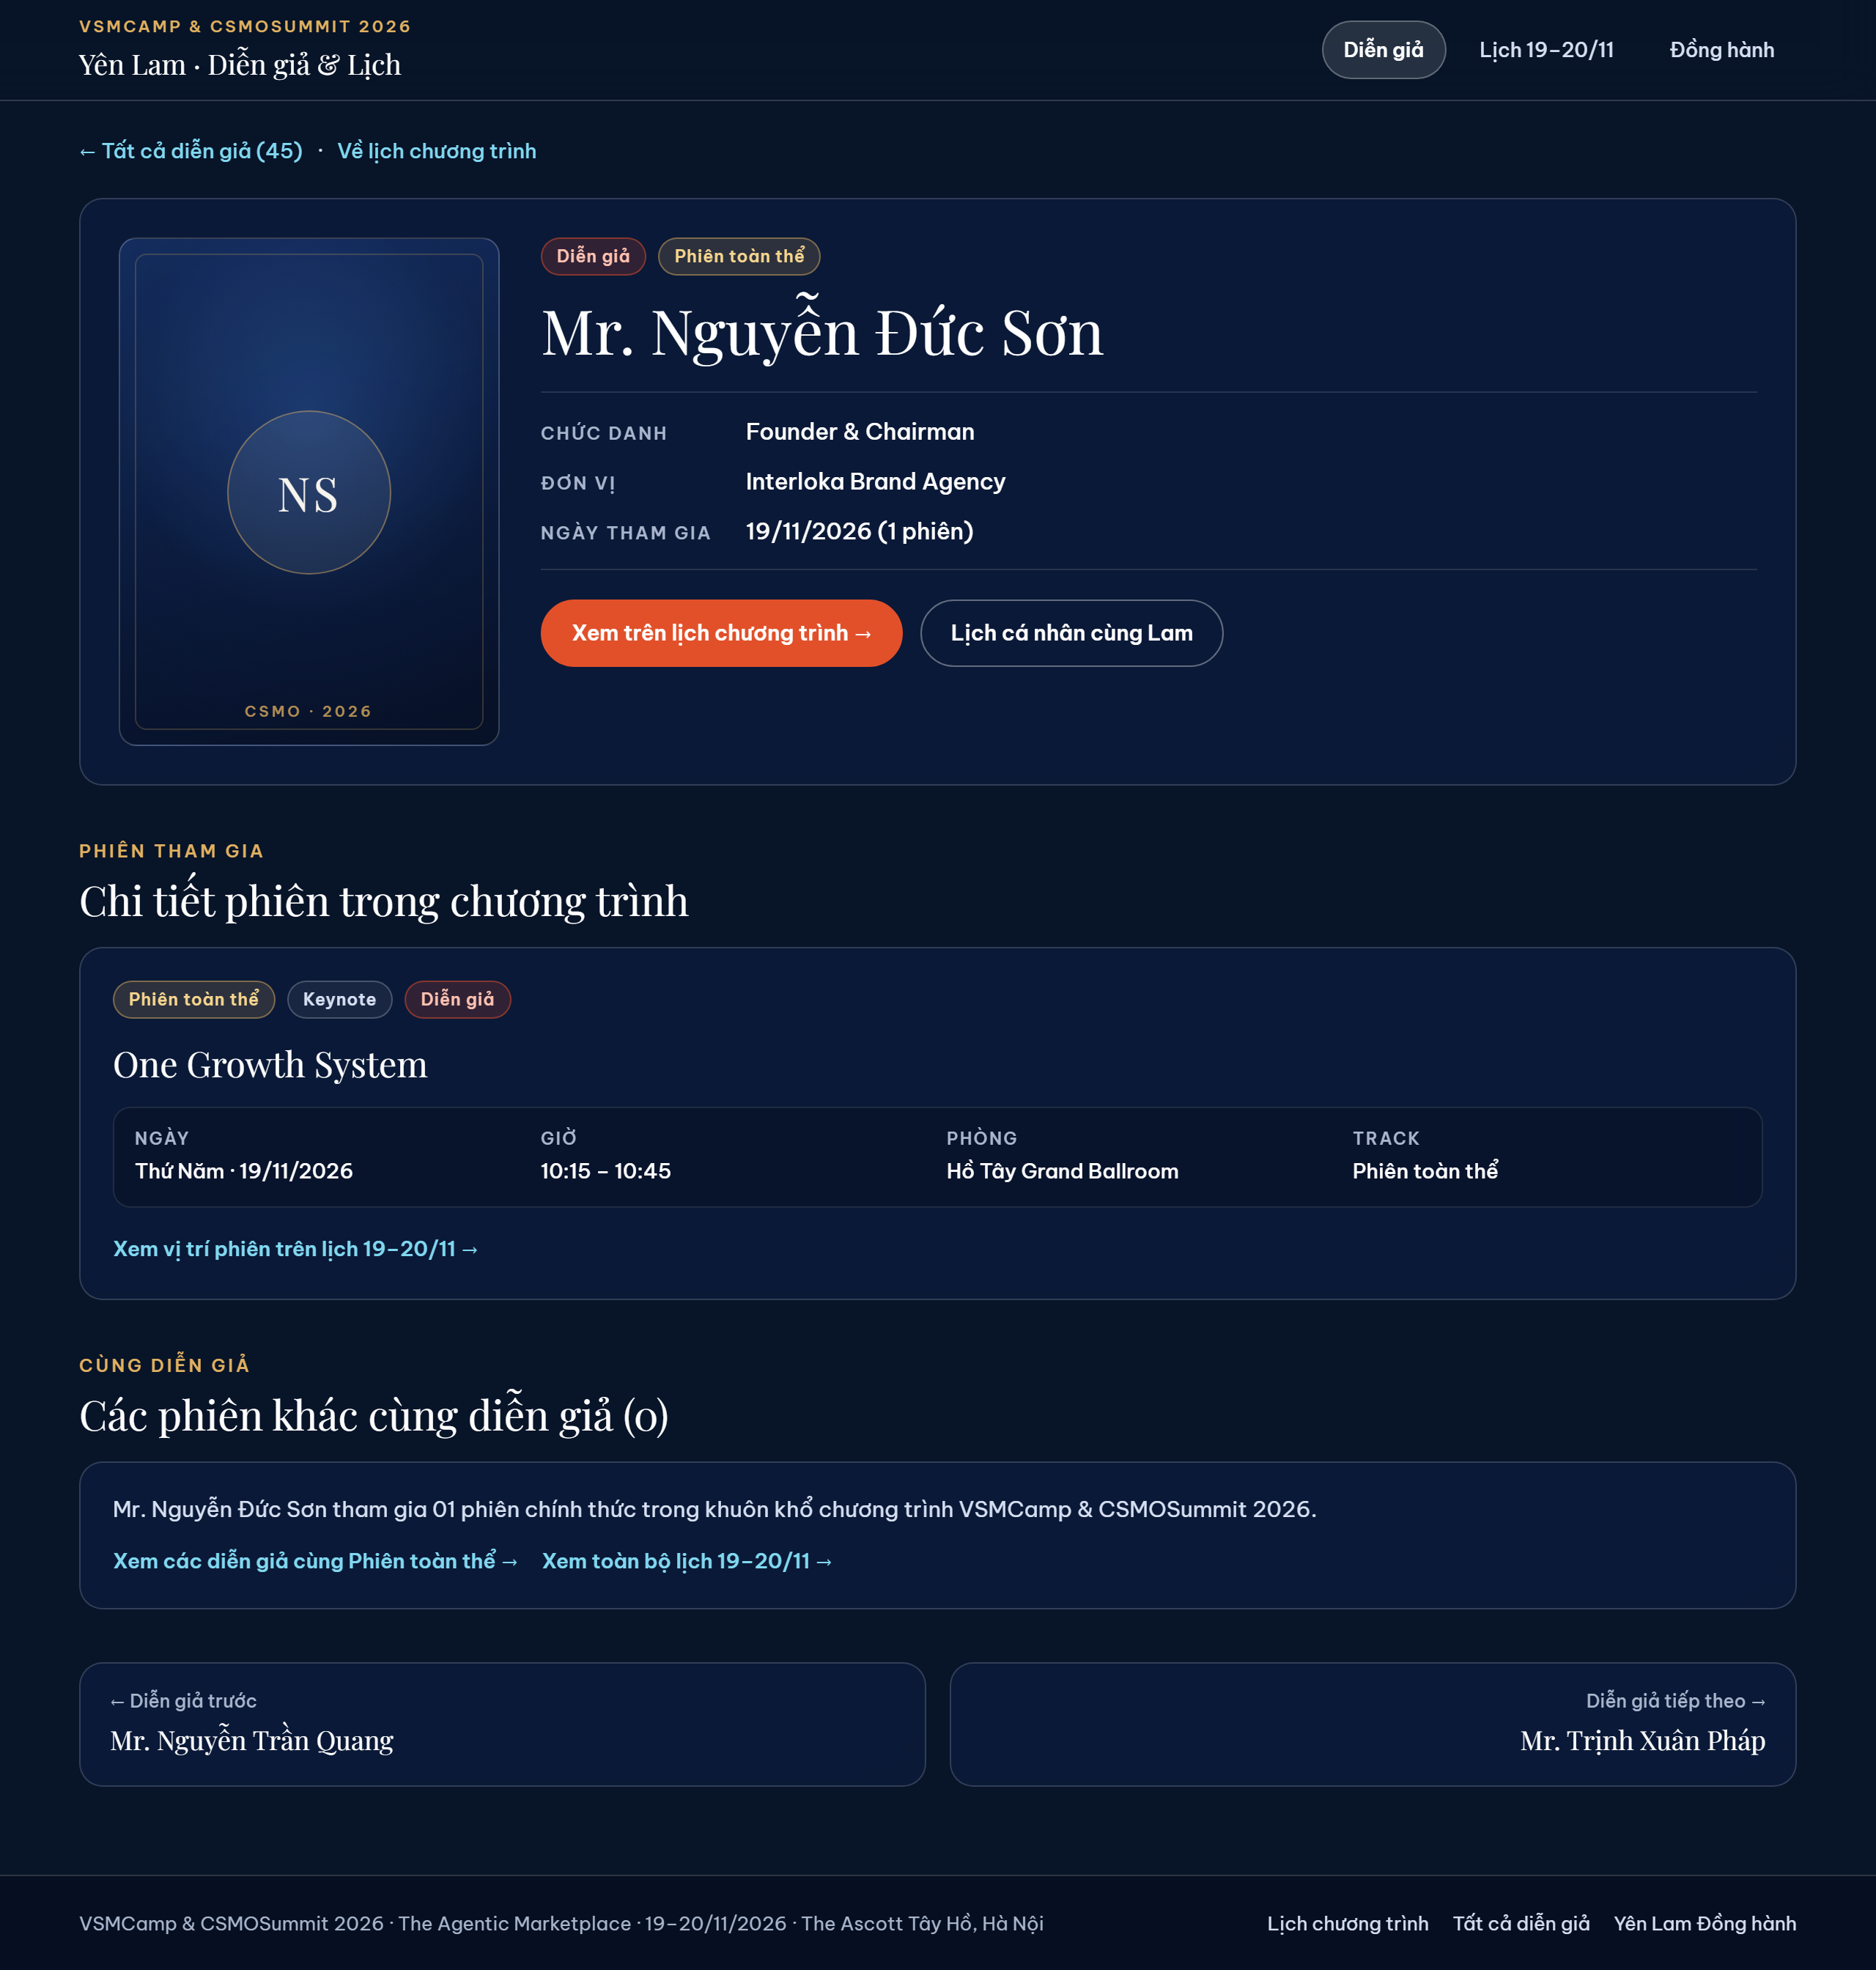 VSMCAMP & CSMOSUMMIT 2026
Yên Lam · Diễn giả & Lịch
Diễn giả
Lịch 19–20/11
Đồng hành
← Tất cả diễn giả (45) · Về lịch chương trình
NS
CSMO · 2026
Diễn giả
Phiên toàn thể
Mr. Nguyễn Đức Sơn
CHỨC DANH Founder & Chairman
ĐƠN VỊ Interloka Brand Agency
NGÀY THAM GIA 19/11/2026 (1 phiên)
Xem trên lịch chương trình →
Lịch cá nhân cùng Lam
PHIÊN THAM GIA
Chi tiết phiên trong chương trình
Phiên toàn thể
Keynote
Diễn giả
One Growth System
NGÀY
Thứ Năm · 19/11/2026
GIỜ
10:15 – 10:45
PHÒNG
Hồ Tây Grand Ballroom
TRACK
Phiên toàn thể
Xem vị trí phiên trên lịch 19–20/11 →
CÙNG DIỄN GIẢ
Các phiên khác cùng diễn giả (0)
Mr. Nguyễn Đức Sơn tham gia 01 phiên chính thức trong khuôn khổ chương trình VSMCamp & CSMOSummit 2026.
Xem các diễn giả cùng Phiên toàn thể → Xem toàn bộ lịch 19–20/11 →
← Diễn giả trước
Mr. Nguyễn Trần Quang
Diễn giả tiếp theo →
Mr. Trịnh Xuân Pháp
VSMCamp & CSMOSummit 2026 · The Agentic Marketplace · 19–20/11/2026 · The Ascott Tây Hồ, Hà Nội
Lịch chương trình Tất cả diễn giả Yên Lam Đồng hành